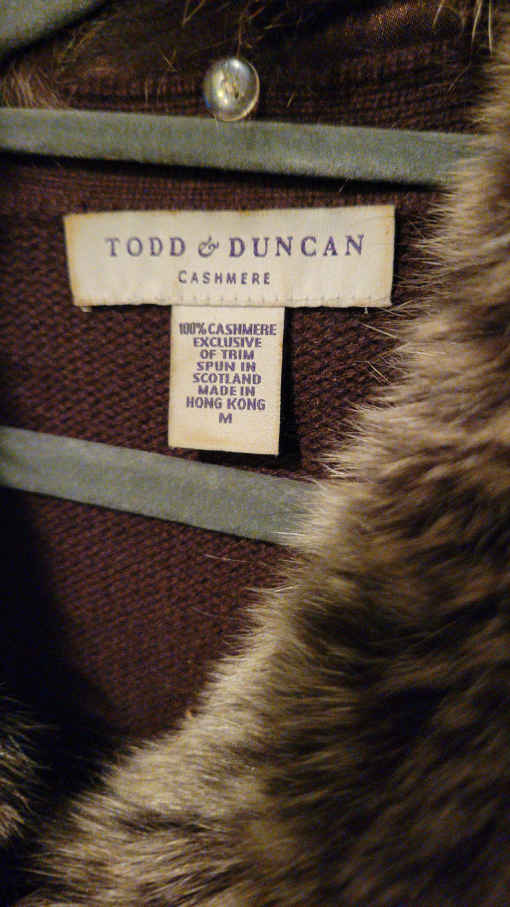 TODD & DUNCAN
CASHMERE
100% CASHMERE
EXCLUSIVE
OF TRIM
SPUN IN
SCOTLAND
MADE IN
HONG KONG
M